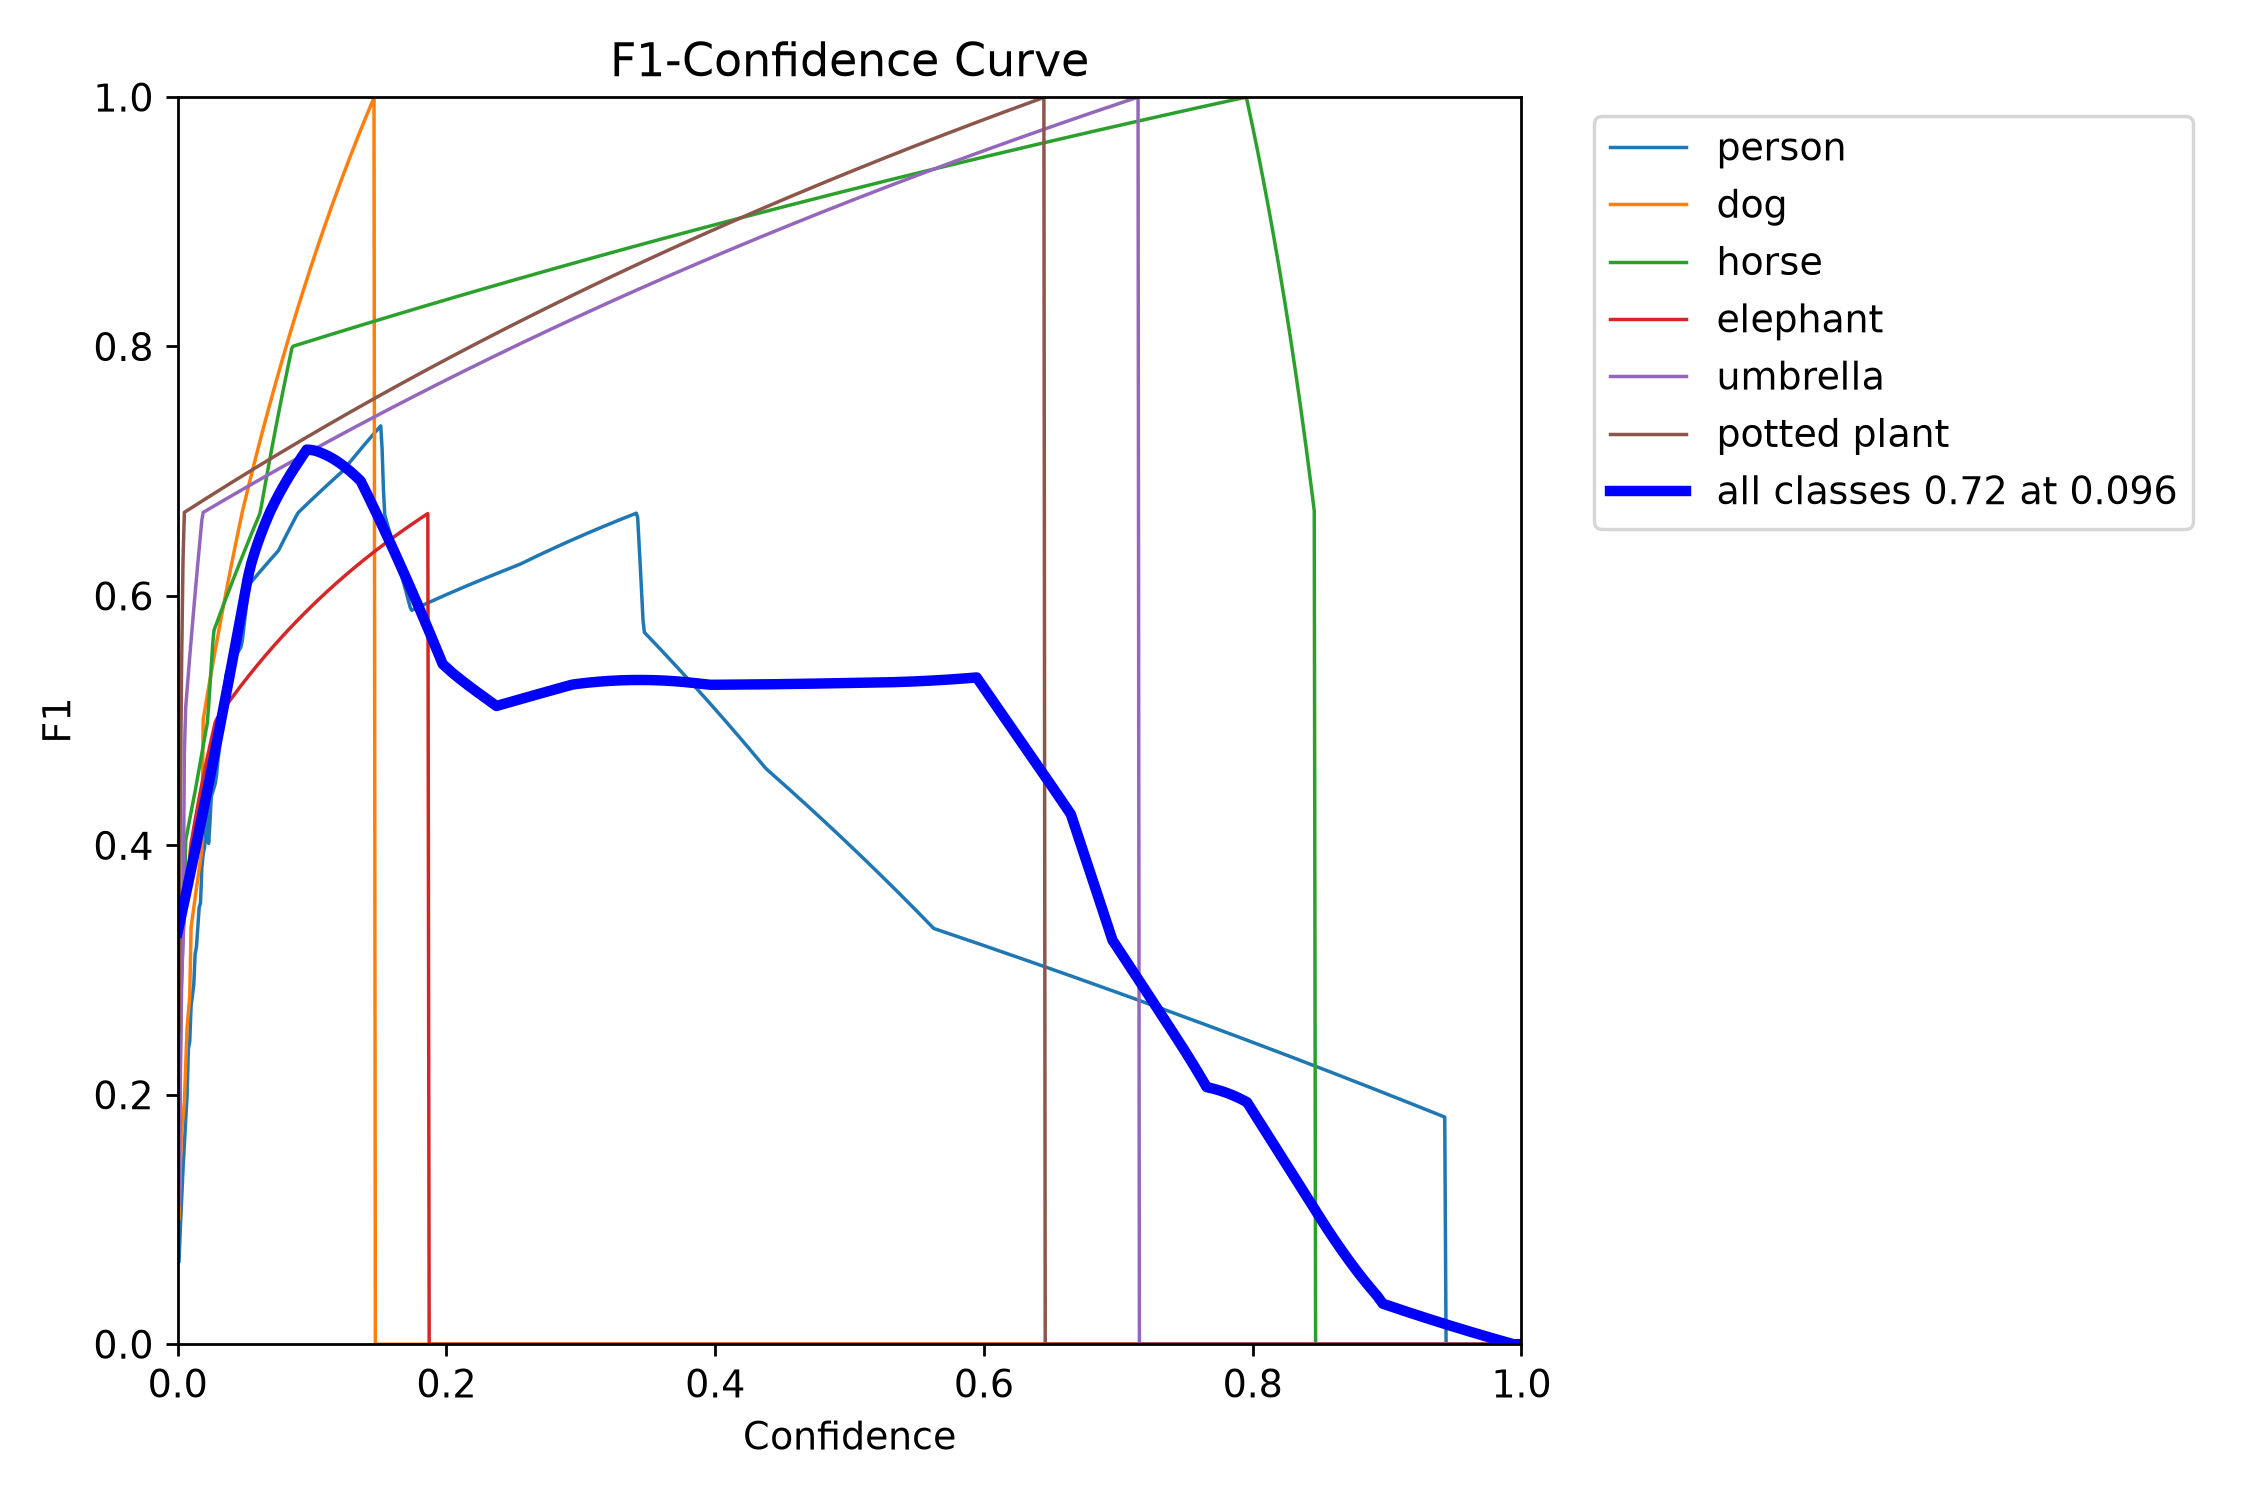 F1-Confidence Curve
1.0
0.8
0.6
0.4
0.2
0.0
F1
0.0 0.2 0.4 0.6 0.8 1.0
Confidence
person
dog
horse
elephant
umbrella
potted plant
all classes 0.72 at 0.096